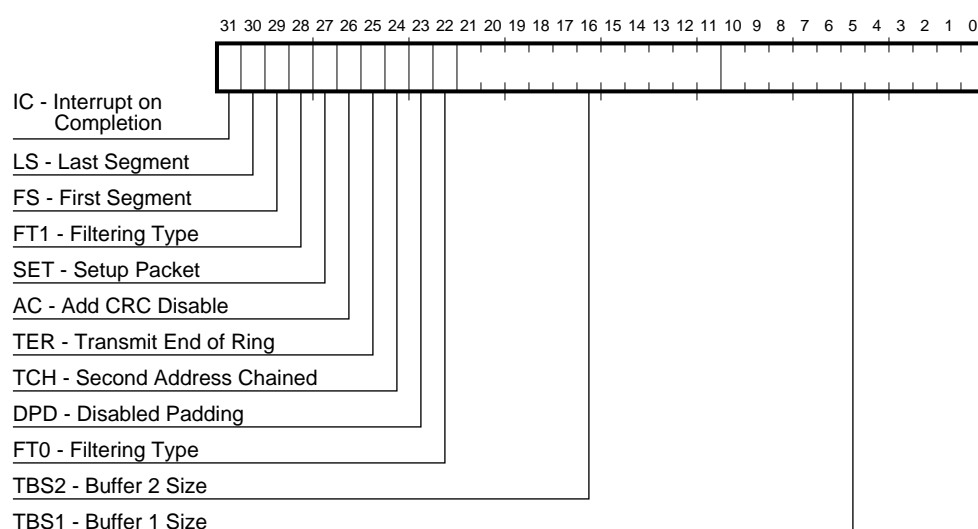 31 30 29 28 27 26 25 24 23 22 21 20 19 18 17 16 15 14 13 12 11 10 9 8 7 6 5 4 3 2 1 0
IC - Interrupt on
Completion
LS - Last Segment
FS - First Segment
FT1 - Filtering Type
SET - Setup Packet
AC - Add CRC Disable
TER - Transmit End of Ring
TCH - Second Address Chained
DPD - Disabled Padding
FT0 - Filtering Type
TBS2 - Buffer 2 Size
TBS1 - Buffer 1 Size